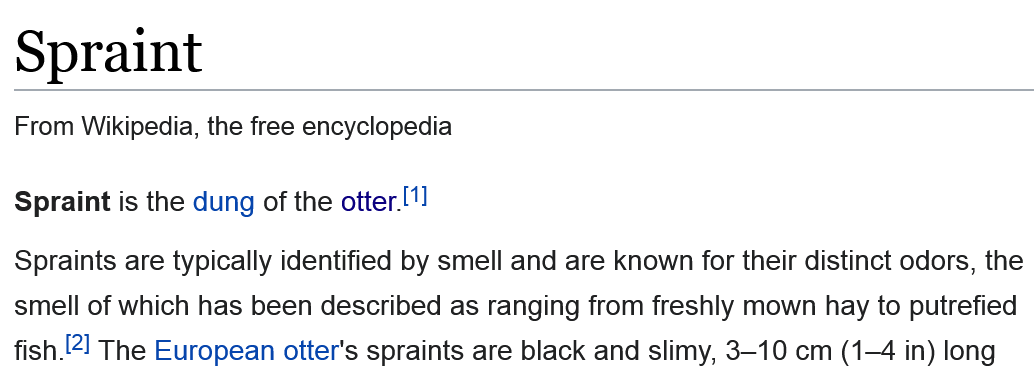 Spraint
From Wikipedia, the free encyclopedia
Spraint is the dung of the otter.[1]
Spraints are typically identified by smell and are known for their distinct odors, the
smell of which has been described as ranging from freshly mown hay to putrefied
fish.[2] The European otter's spraints are black and slimy, 3–10 cm (1–4 in) long